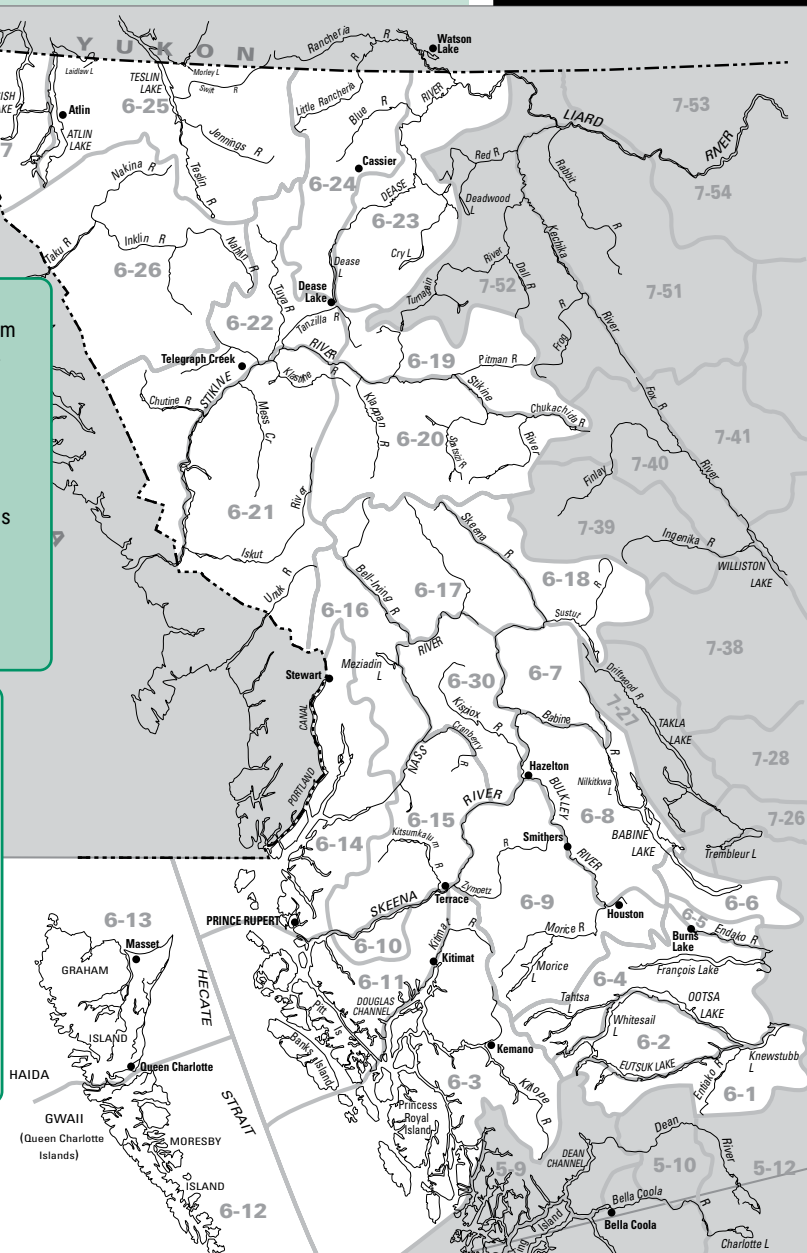 YUKON
Rancheria R
Watson
Lake
Laidlaw L
TESLIN
LAKE
Morley L
Swift R
6-25
Atlin
ATLIN
LAKE
7
Little Rancheria R
Blue R
RIVER
LIARD
RIVER
7-53
Jennings R
Teslin R
Cassier
6-24
DEASE
Red R
Rabbit R
7-54
Deadwood
L
Nakina R
6-23
Cry L
Taku R
Inklin R
Nahlin R
6-26
Dease
L
Kechika
River
Tuya R
Dease
Lake
River
Dall R
7-52
7-51
6-22
Tanzilla R
Frog R
Telegraph Creek
RIVER
6-19
Pitman R
STIKINE
Klastline R
Stikine
Chutine R
Mess Cr
Klappan R
Chukachida R
Fox R
6-20
River
7-41
7-40
Finlay
River
6-21
River
Skeena R
7-39
Ingenika R
WILLISTON
LAKE
Iskut
Unuk R
Bell-Irving R
6-18
6-16
6-17
Sustut R
RIVER
7-38
Meziadin
L
6-7
Stewart
6-30
Driftwood R
7-27
Kispiox R
Babine R
TAKLA
LAKE
CANAL
PORTLAND
Cranberry R
NASS
Hazelton
7-28
RIVER
BULKLEY
RIVER
Nilkitkwa
L
6-8
6-15
7-26
Smithers
BABINE
LAKE
6-14
Kitsumkalum R
Trembleur L
Zymoetz R
SKEENA
Terrace
6-9
6-6
6-13
PRINCE RUPERT
Houston
6-5
Masset
6-10
Kitimat R
Morice R
Burns
Lake
Endako R
GRAHAM
ISLAND
HECATE
STRAIT
Kitimat
6-11
Morice
L
François Lake
6-4
DOUGLAS
CHANNEL
Pitt Is
Tahtsa
L
OOTSA
LAKE
Whitesail
L
6-2
Banks Island
Kemano
HAIDA
GWAII
(Queen Charlotte
Islands)
Queen Charlotte
EUTSUK LAKE
Knewstubb
L
6-3
Endako R
6-1
Princess
Royal
Island
MORESBY
ISLAND
Dean
River
DEAN
CHANNEL
5-9
5-10
5-12
6-12
Bella Coola R
Island
Bella Coola
Charlotte L